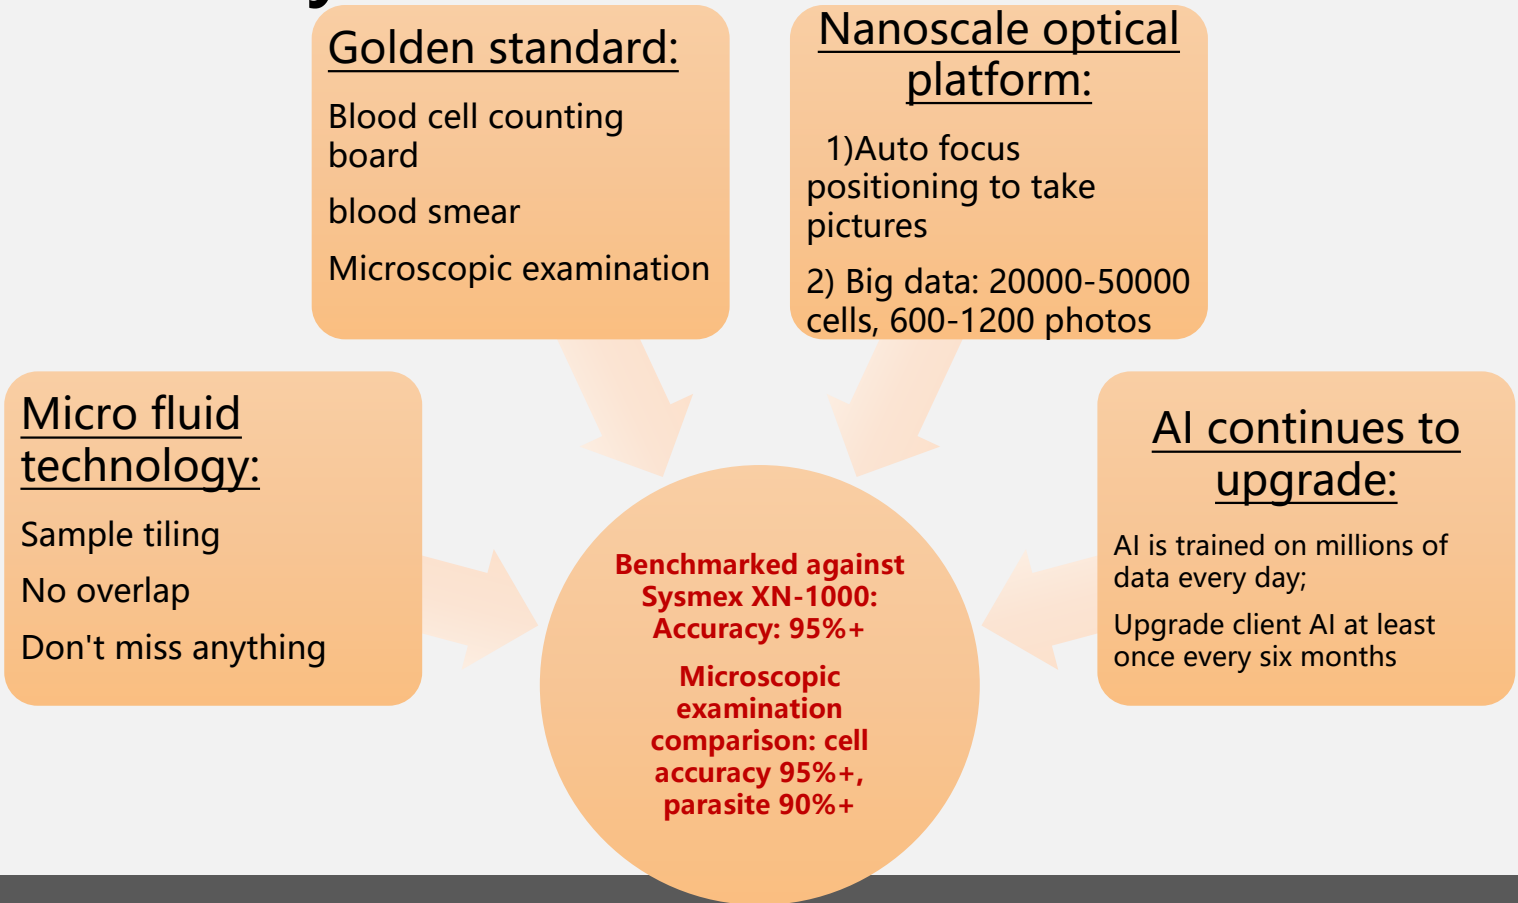 Golden standard:
Blood cell counting
board
blood smear
Microscopic examination
Nanoscale optical
platform:
1)Auto focus
positioning to take
pictures
2) Big data: 20000-50000
cells, 600-1200 photos
Micro fluid
technology:
Sample tiling
No overlap
Don't miss anything
AI continues to
upgrade:
AI is trained on millions of
data every day;
Upgrade client AI at least
once every six months
Benchmarked against
Sysmex XN-1000:
Accuracy: 95%+
Microscopic
examination
comparison: cell
accuracy 95%+,
parasite 90%+